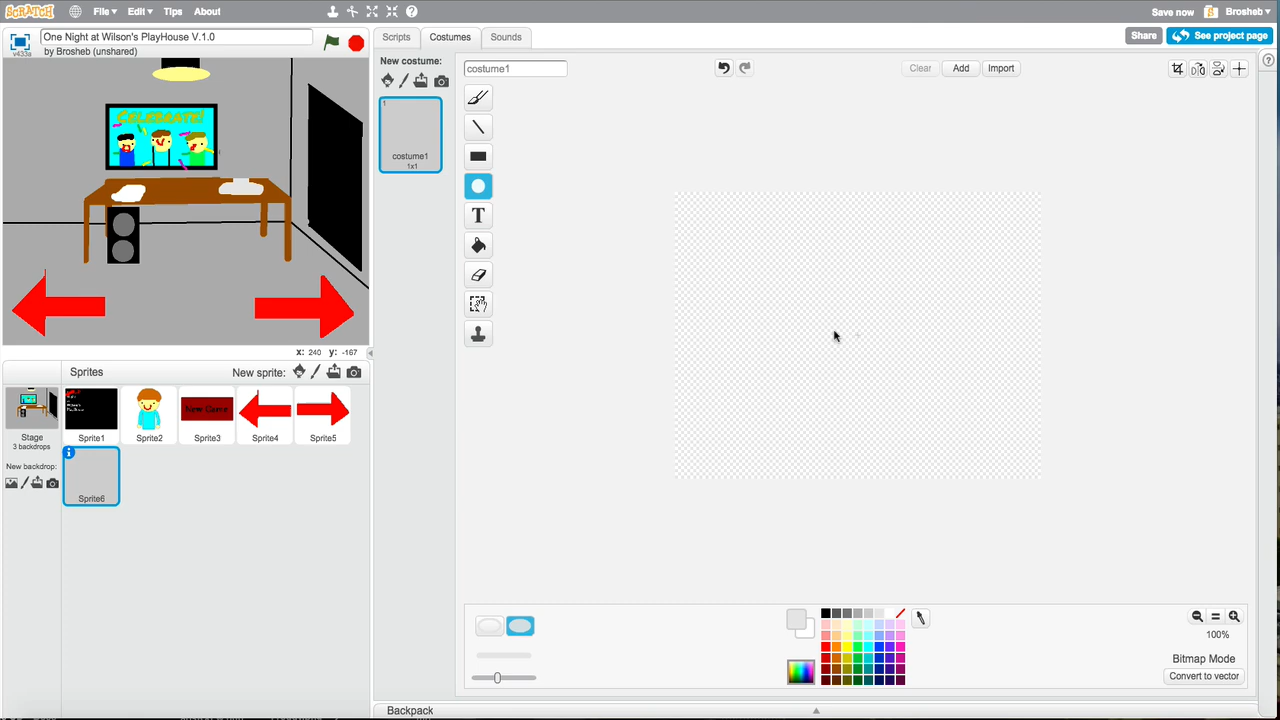 SCRATCH File▾ Edit▾ Tips About Save now Brosheb▾
One Night at Wilson's PlayHouse V.1.0
by Brosheb (unshared)
v433a
Scripts Costumes Sounds
Share See project page
New costume:
costume1
Clear Add Import
1
costume1
1x1
CELEBRATE!
T
x: 240 y: -167
Sprites New sprite:
New Game
Stage
3 backdrops
Sprite1 Sprite2 Sprite3 Sprite4 Sprite5
New backdrop:
Sprite6
100%
Bitmap Mode
Convert to vector
Backpack